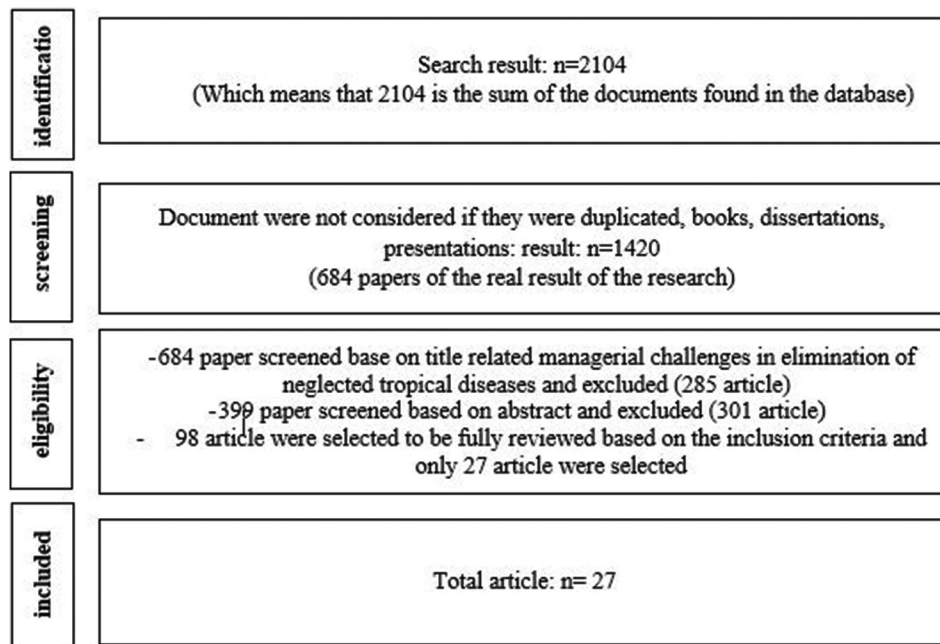 identificatio
Search result: n=2104
(Which means that 2104 is the sum of the documents found in the database)
screening
Document were not considered if they were duplicated, books, dissertations,
presentations: result: n=1420
(684 papers of the real result of the research)
eligibility
-684 paper screened base on title related managerial challenges in elimination of
neglected tropical diseases and excluded (285 article)
-399 paper screened based on abstract and excluded (301 article)
- 98 article were selected to be fully reviewed based on the inclusion criteria and
only 27 article were selected
included
Total article: n= 27